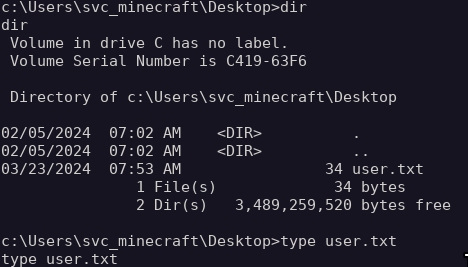 c:\Users\svc_minecraft\Desktop>dir
dir
 Volume in drive C has no label.
 Volume Serial Number is C419-63F6

 Directory of c:\Users\svc_minecraft\Desktop

02/05/2024  07:02 AM    <DIR>          .
02/05/2024  07:02 AM    <DIR>          ..
03/23/2024  07:53 AM                34 user.txt
               1 File(s)             34 bytes
               2 Dir(s)   3,489,259,520 bytes free

c:\Users\svc_minecraft\Desktop>type user.txt
type user.txt